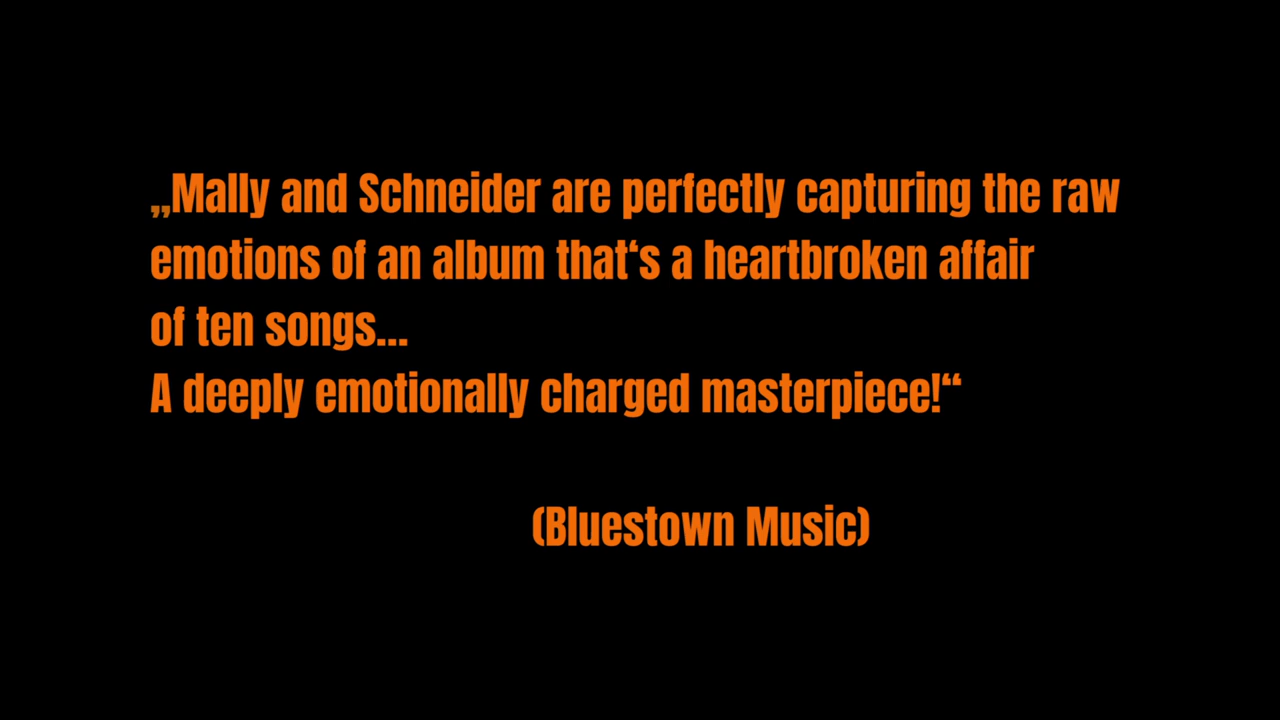 „Mally and Schneider are perfectly capturing the raw
emotions of an album that‘s a heartbroken affair
of ten songs...
A deeply emotionally charged masterpiece!“
(Bluestown Music)